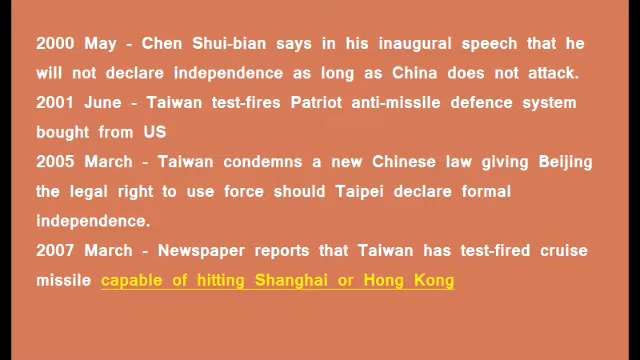 2000 May - Chen Shui-bian says in his inaugural speech that he
will not declare independence as long as China does not attack.
2001 June - Taiwan test-fires Patriot anti-missile defence system
bought from US
2005 March - Taiwan condemns a new Chinese law giving Beijing
the legal right to use force should Taipei declare formal
independence.
2007 March - Newspaper reports that Taiwan has test-fired cruise
missile capable of hitting Shanghai or Hong Kong